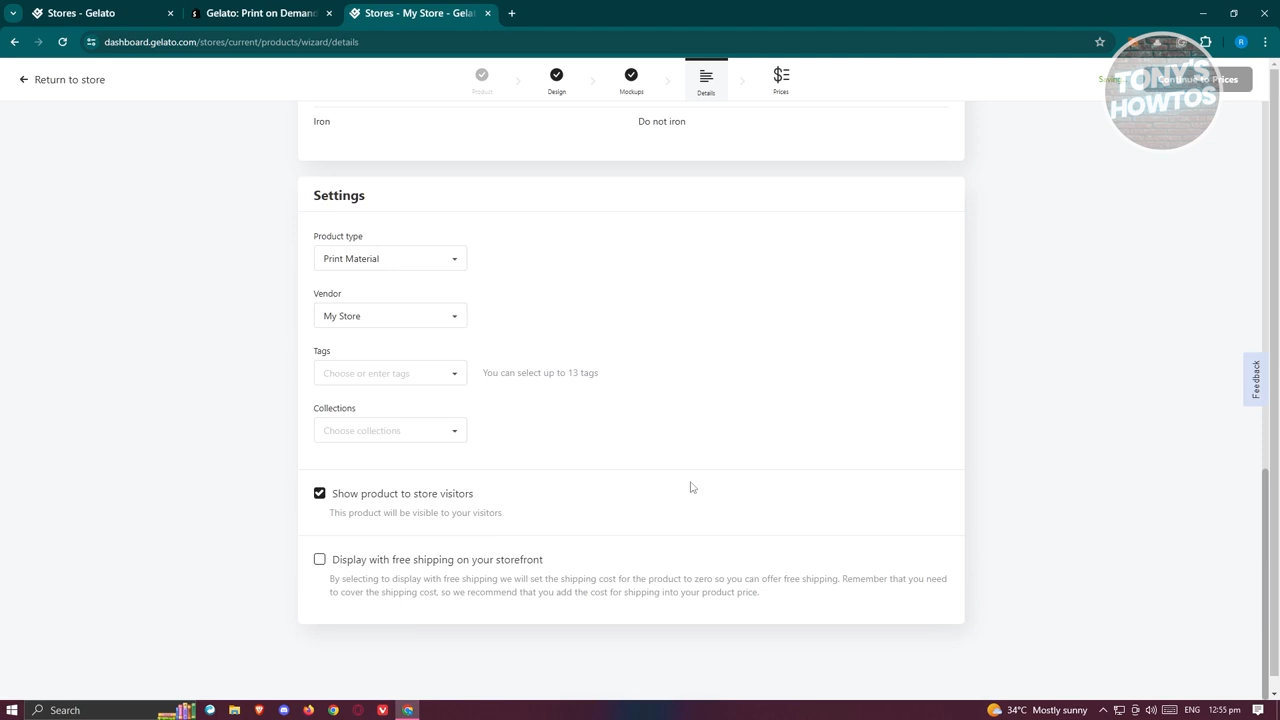 Stores - Gelato
Gelato: Print on Demand
Stores - My Store - Gelat
dashboard.gelato.com/stores/current/products/wizard/details
R
Return to store
Product
Design
Mockups
Details
Prices
Saving...
Continue to Prices
TONY'S
HOWTOS
Iron
Do not iron
Settings
Product type
Print Material
Vendor
My Store
Tags
Choose or enter tags
You can select up to 13 tags
Collections
Choose collections
Show product to store visitors
This product will be visible to your visitors
Display with free shipping on your storefront
By selecting to display with free shipping we will set the shipping cost for the product to zero so you can offer free shipping. Remember that you need
to cover the shipping cost, so we recommend that you add the cost for shipping into your product price.
Feedback
Search
34°C Mostly sunny
ENG
12:55 pm